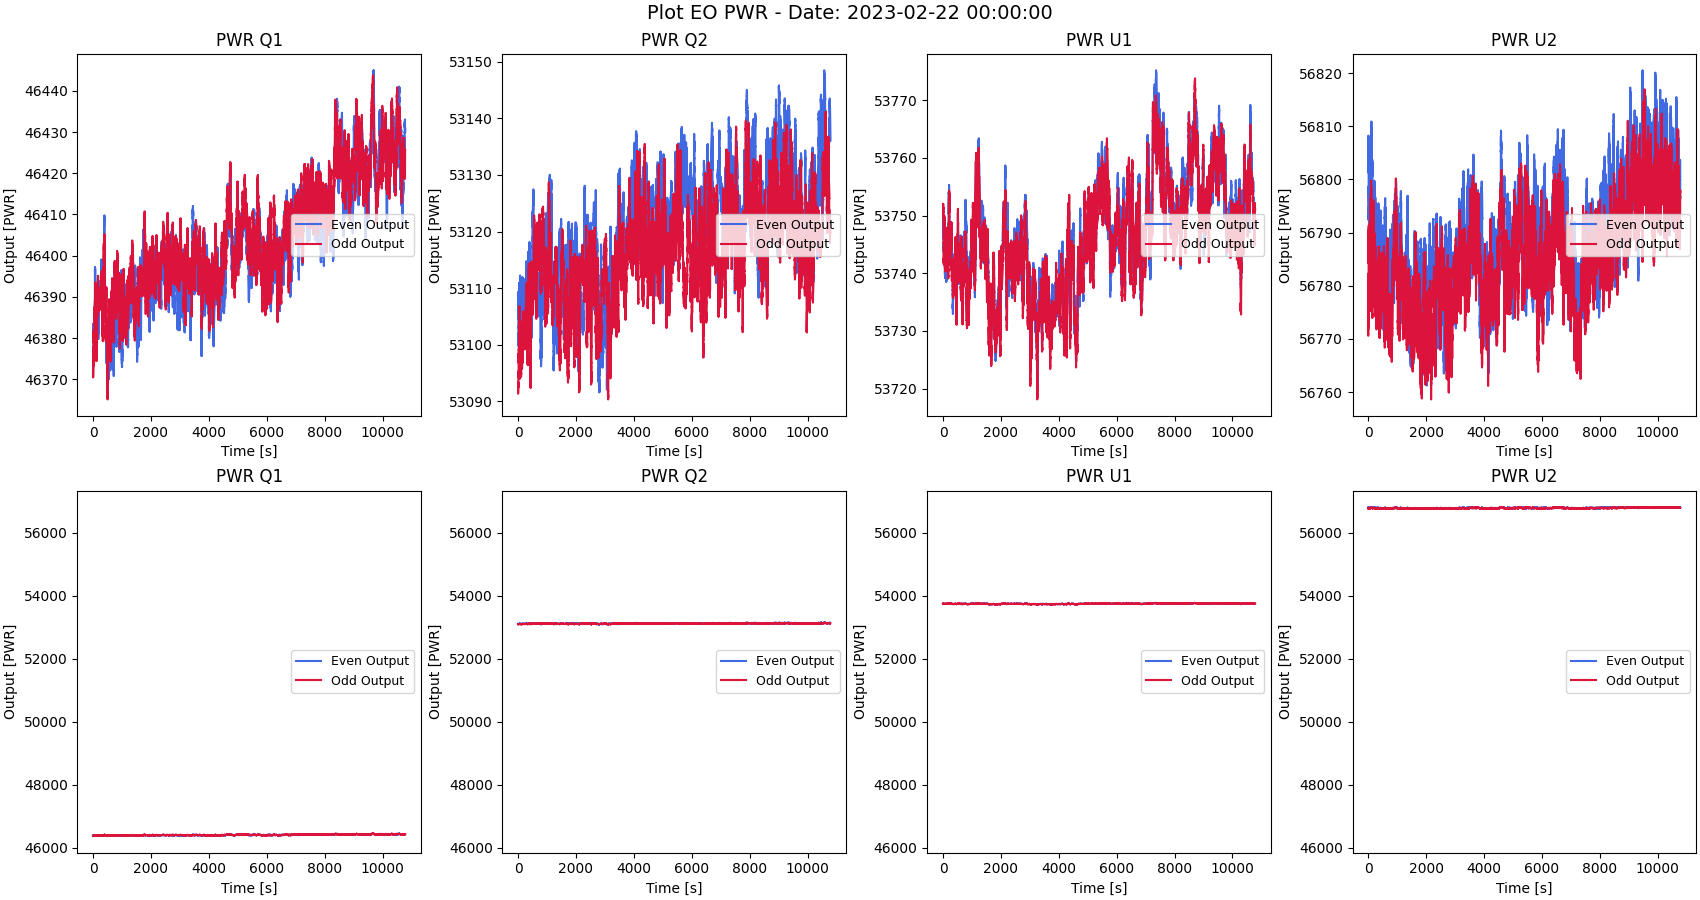 Plot EO PWR - Date: 2023-02-22 00:00:00
PWR Q1
46440
46430
46420
46410
46400
46390
46380
46370
Output [PWR]
Even Output
Odd Output
0 2000 4000 6000 8000 10000
Time [s]
PWR Q2
53150
53140
53130
53120
53110
53100
53090
Output [PWR]
Even Output
Odd Output
0 2000 4000 6000 8000 10000
Time [s]
PWR U1
53770
53760
53750
53740
53730
53720
Output [PWR]
Even Output
Odd Output
0 2000 4000 6000 8000 10000
Time [s]
PWR U2
56820
56810
56800
56790
56780
56770
56760
Output [PWR]
Even Output
Odd Output
0 2000 4000 6000 8000 10000
Time [s]
PWR Q1
56000
54000
52000
50000
48000
46000
Output [PWR]
Even Output
Odd Output
0 2000 4000 6000 8000 10000
Time [s]
PWR Q2
56000
54000
52000
50000
48000
46000
Output [PWR]
Even Output
Odd Output
0 2000 4000 6000 8000 10000
Time [s]
PWR U1
56000
54000
52000
50000
48000
46000
Output [PWR]
Even Output
Odd Output
0 2000 4000 6000 8000 10000
Time [s]
PWR U2
56000
54000
52000
50000
48000
46000
Output [PWR]
Even Output
Odd Output
0 2000 4000 6000 8000 10000
Time [s]